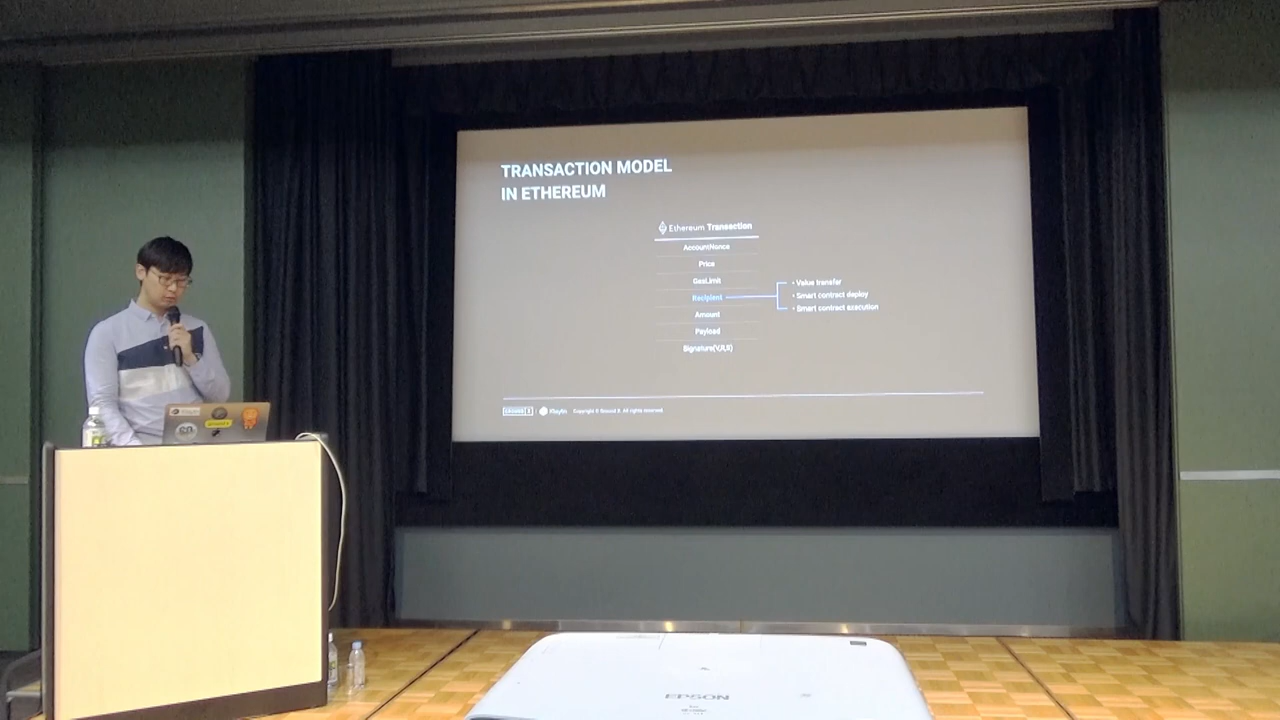 TRANSACTION MODEL
IN ETHEREUM
Ethereum Transaction
AccountNonce
Price
GasLimit
Recipient
- Value transfer
- Smart contract deploy
- Smart contract execution
Amount
Payload
Signature(V,R,S)
GROUND X
Klaytn
Copyright © Ground X. All rights reserved.
EPSON